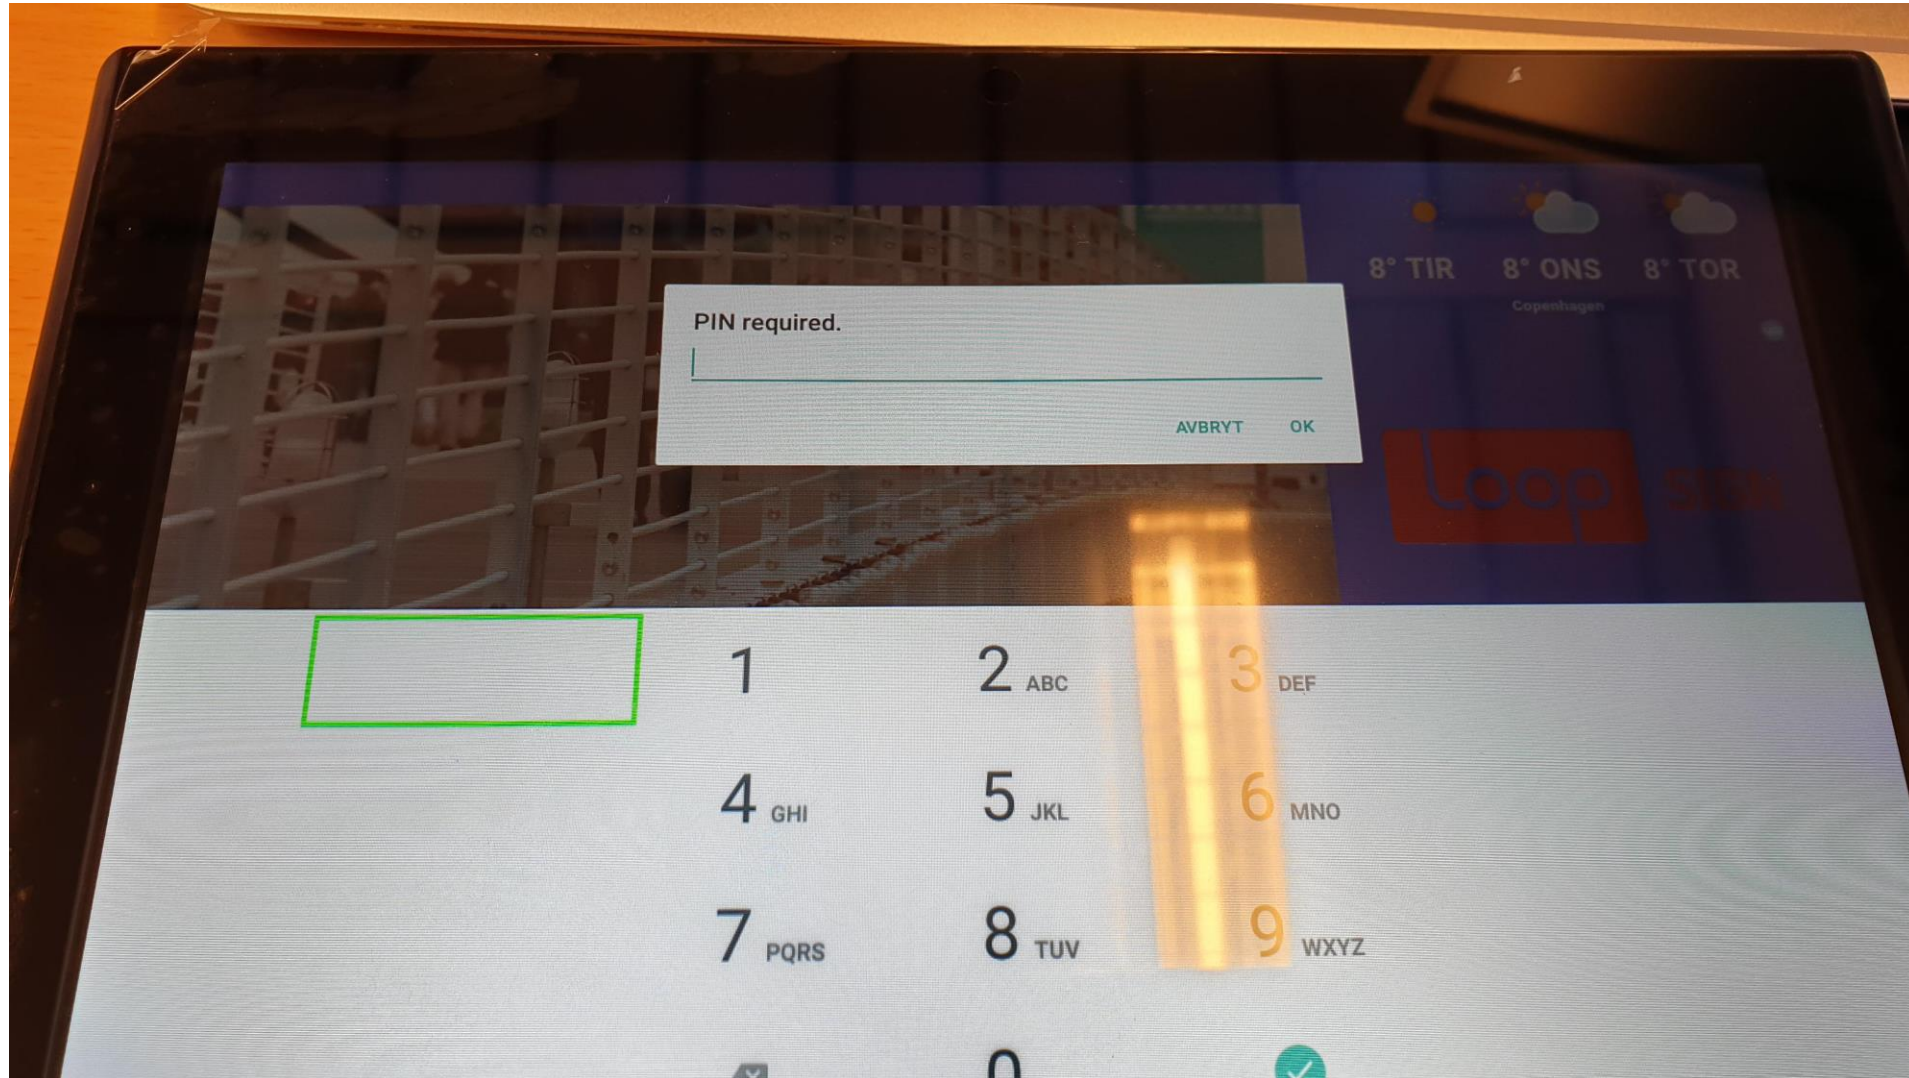 8° TIR 8° ONS 8° TOR
Copenhagen
PIN required.
AVBRYT OK
Loop SIGN
1 2 ABC 3 DEF
4 GHI 5 JKL 6 MNO
7 PQRS 8 TUV 9 WXYZ
0